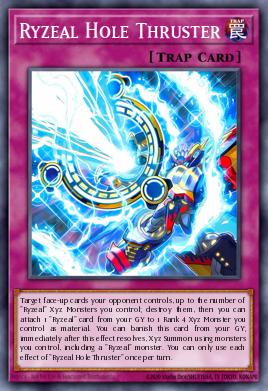 Ryzeal Hole Thruster
TRAP
罠
[Trap Card]
Target face-up cards your opponent controls, up to the number
of "Ryzeal" Xyz Monsters you control; destroy them, then you can
attach 1 "Ryzeal" card from your GY to 1 Rank 4 Xyz Monster you
control as material. You can banish this card from your GY;
immediately after this effect resolves, Xyz Summon using monsters
you control, including a "Ryzeal" monster. You can only use each
effect of "Ryzeal Hole Thruster" once per turn.